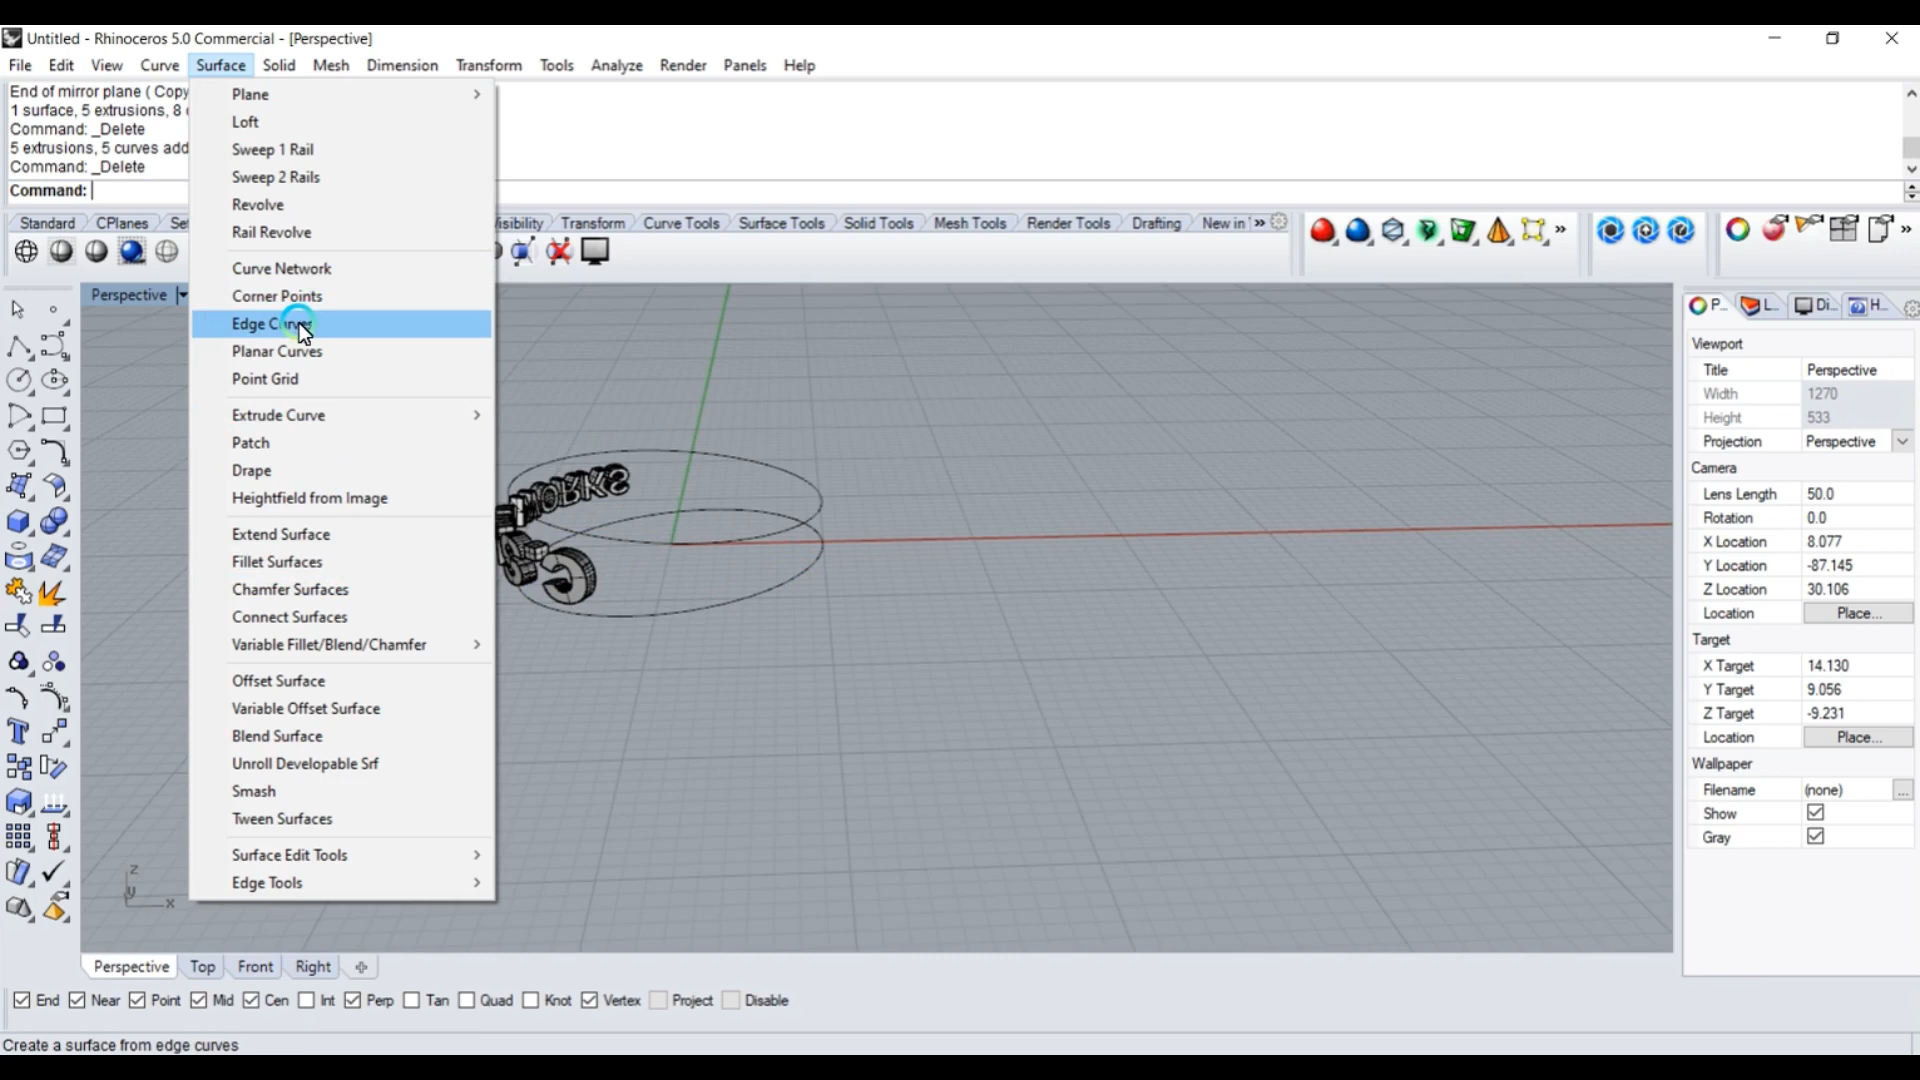 Untitled - Rhinoceros 5.0 Commercial - [Perspective]
File Edit View Curve Surface Solid Mesh Dimension Transform Tools Analyze Render Panels Help
End of mirror plane ( Copy
1 surface, 5 extrusions, 8
Command: _Delete
5 extrusions, 5 curves add
Command: _Delete
Command:
Plane
Loft
Sweep 1 Rail
Sweep 2 Rails
Revolve
Rail Revolve
Curve Network
Corner Points
Edge Curves
Planar Curves
Point Grid
Extrude Curve
Patch
Drape
Heightfield from Image
Extend Surface
Fillet Surfaces
Chamfer Surfaces
Connect Surfaces
Variable Fillet/Blend/Chamfer
Offset Surface
Variable Offset Surface
Blend Surface
Unroll Developable Srf
Smash
Tween Surfaces
Surface Edit Tools
Edge Tools
Standard CPlanes Se isibility Transform Curve Tools Surface Tools Solid Tools Mesh Tools Render Tools Drafting New in »
Perspective
P... L... Di... H...
Viewport
Title Perspective
Width 1270
Height 533
Projection Perspective
Camera
Lens Length 50.0
Rotation 0.0
X Location 8.077
Y Location -87.145
Z Location 30.106
Location Place...
Target
X Target 14.130
Y Target 9.056
Z Target -9.231
Location Place...
Wallpaper
Filename (none) ...
Show
Gray
z
y
x
Perspective Top Front Right
End Near Point Mid Cen Int Perp Tan Quad Knot Vertex Project Disable
Create a surface from edge curves